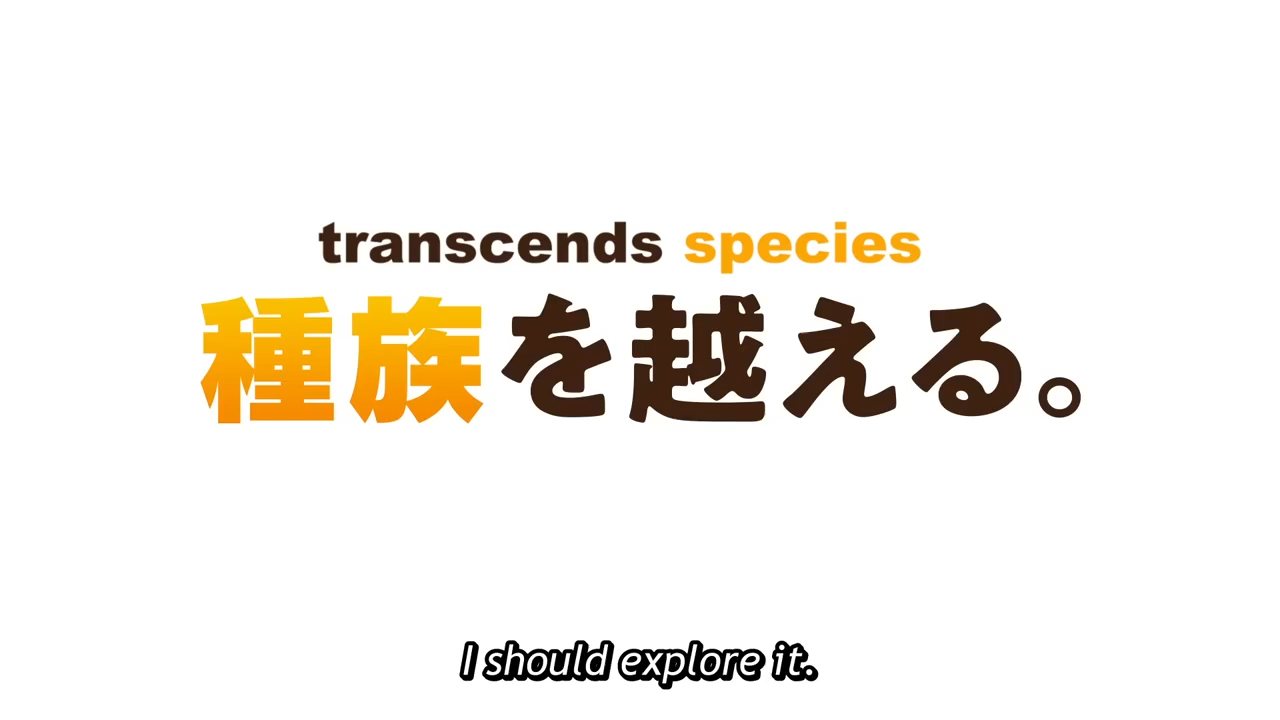 transcends species
種族を越える。
I should explore it.